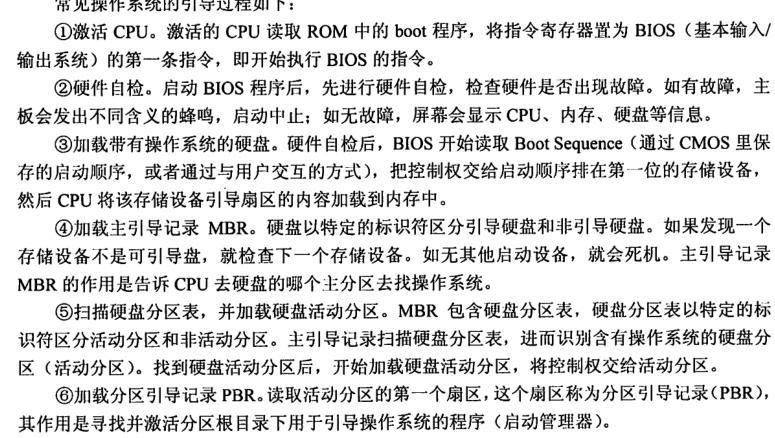 常见操作系统的引导过程如下：
①激活 CPU。激活的 CPU 读取 ROM 中的 boot 程序，将指令寄存器置为 BIOS（基本输入/
输出系统）的第一条指令，即开始执行 BIOS 的指令。
②硬件自检。启动 BIOS 程序后，先进行硬件自检，检查硬件是否出现故障。如有故障，主
板会发出不同含义的蜂鸣，启动中止；如无故障，屏幕会显示 CPU、内存、硬盘等信息。
③加载带有操作系统的硬盘。硬件自检后，BIOS 开始读取 Boot Sequence（通过 CMOS 里保
存的启动顺序，或者通过与用户交互的方式），把控制权交给启动顺序排在第一位的存储设备，
然后 CPU 将该存储设备引导扇区的内容加载到内存中。
④加载主引导记录 MBR。硬盘以特定的标识符区分引导硬盘和非引导硬盘。如果发现一个
存储设备不是可引导盘，就检查下一个存储设备。如无其他启动设备，就会死机。主引导记录
MBR 的作用是告诉 CPU 去硬盘的哪个主分区去找操作系统。
⑤扫描硬盘分区表，并加载硬盘活动分区。MBR 包含硬盘分区表，硬盘分区表以特定的标
识符区分活动分区和非活动分区。主引导记录扫描硬盘分区表，进而识别含有操作系统的硬盘分
区（活动分区）。找到硬盘活动分区后，开始加载硬盘活动分区，将控制权交给活动分区。
⑥加载分区引导记录 PBR。读取活动分区的第一个扇区，这个扇区称为分区引导记录（PBR），
其作用是寻找并激活分区根目录下用于引导操作系统的程序（启动管理器）。